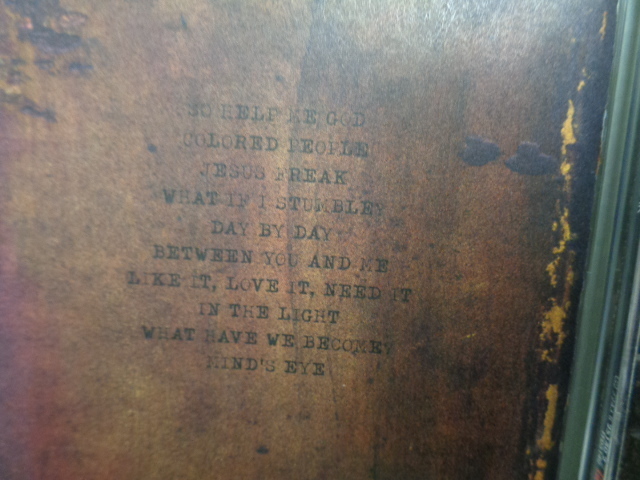 SO HELP ME GOD
COLORED PEOPLE
JESUS FREAK
WHAT IF I STUMBLE?
DAY BY DAY
BETWEEN YOU AND ME
LIKE IT, LOVE IT, NEED IT
IN THE LIGHT
WHAT HAVE WE BECOME?
MIND'S EYE